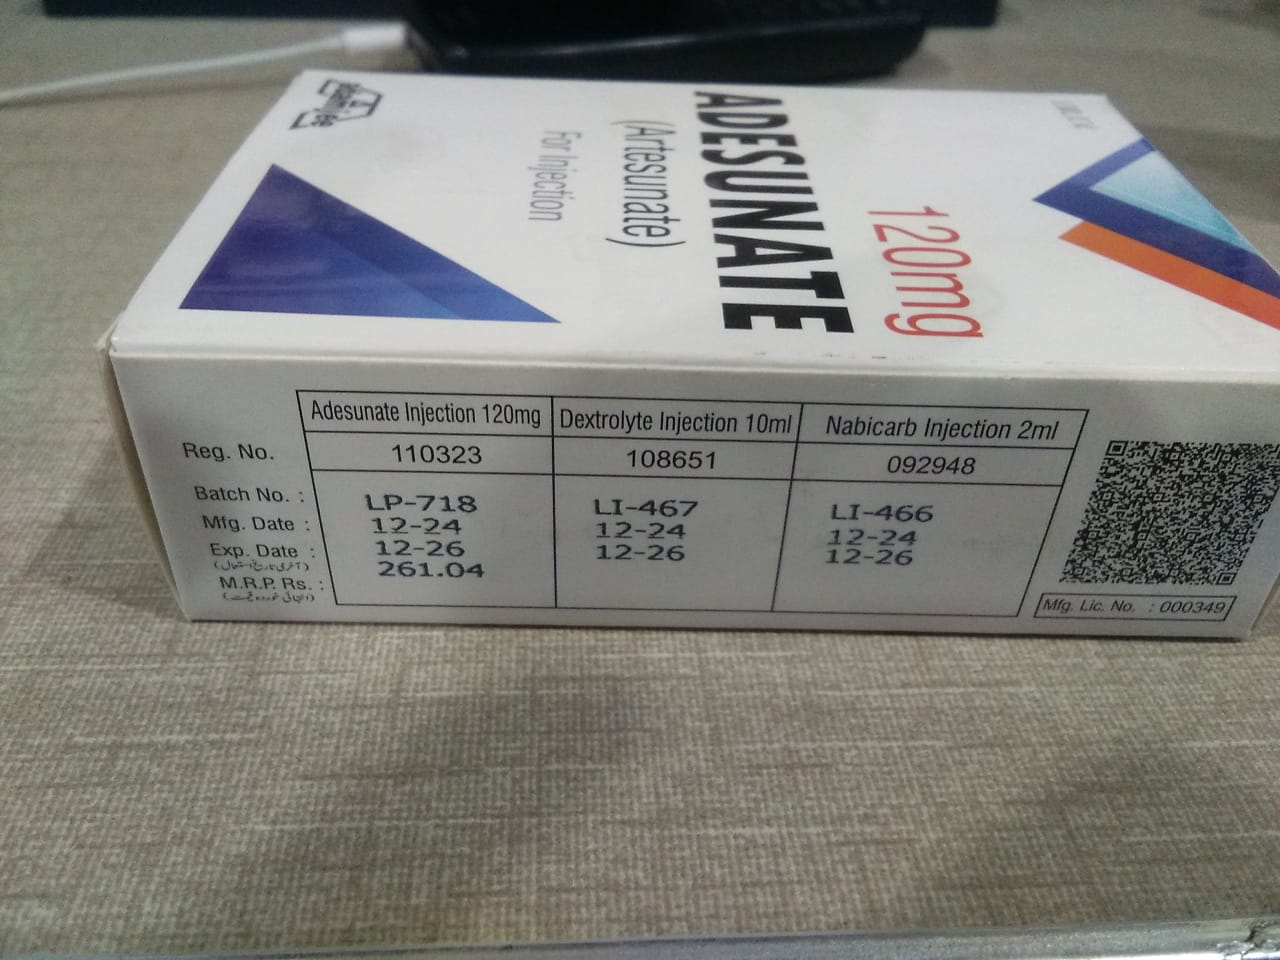 ADESUNATE
120mg
(Artesunate)
For Injection
Adesunate Injection 120mg Dextrolyte Injection 10ml Nabicarb Injection 2ml
Reg. No. 110323 108651 092948
Batch No. : LP-718 LI-467 LI-466
Mfg. Date : 12-24 12-24 12-24
Exp. Date : 12-26 12-26 12-26
M.R.P. Rs. : 261.04
Mfg. Lic. No. : 000349